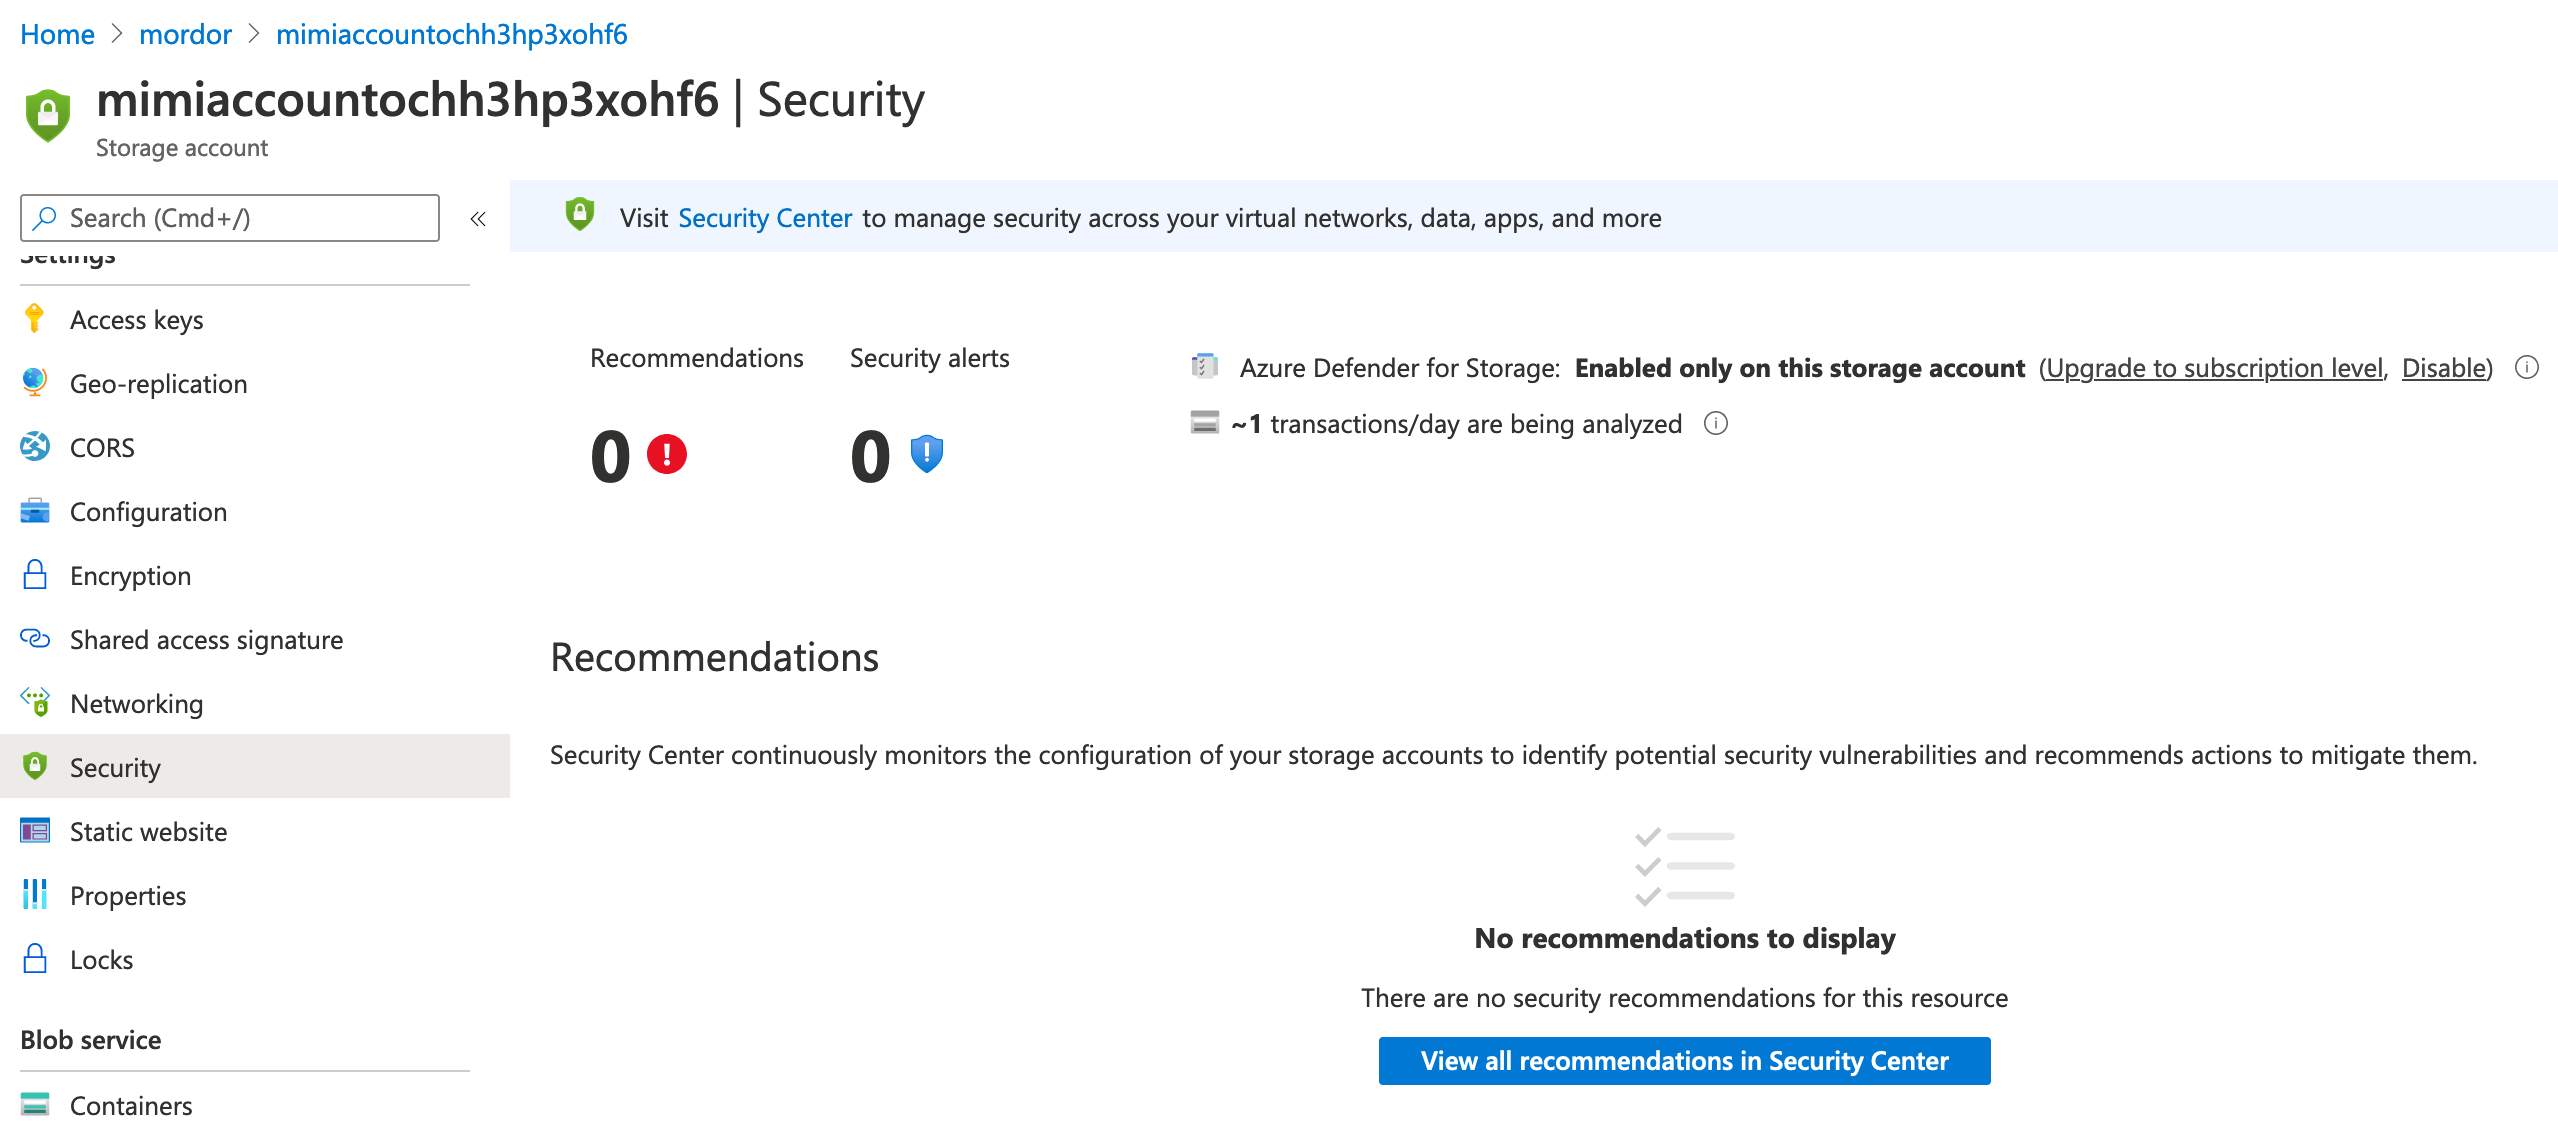 Home > mordor > mimiaccountochh3hp3xohf6
mimiaccountochh3hp3xohf6 | Security
Storage account
Search (Cmd+/)
«
Visit Security Center to manage security across your virtual networks, data, apps, and more
Settings
Access keys
Geo-replication
CORS
Configuration
Encryption
Shared access signature
Networking
Security
Static website
Properties
Locks
Blob service
Containers
Recommendations
0
Security alerts
0
Azure Defender for Storage: Enabled only on this storage account (Upgrade to subscription level, Disable)
~1 transactions/day are being analyzed
Recommendations
Security Center continuously monitors the configuration of your storage accounts to identify potential security vulnerabilities and recommends actions to mitigate them.
No recommendations to display
There are no security recommendations for this resource
View all recommendations in Security Center